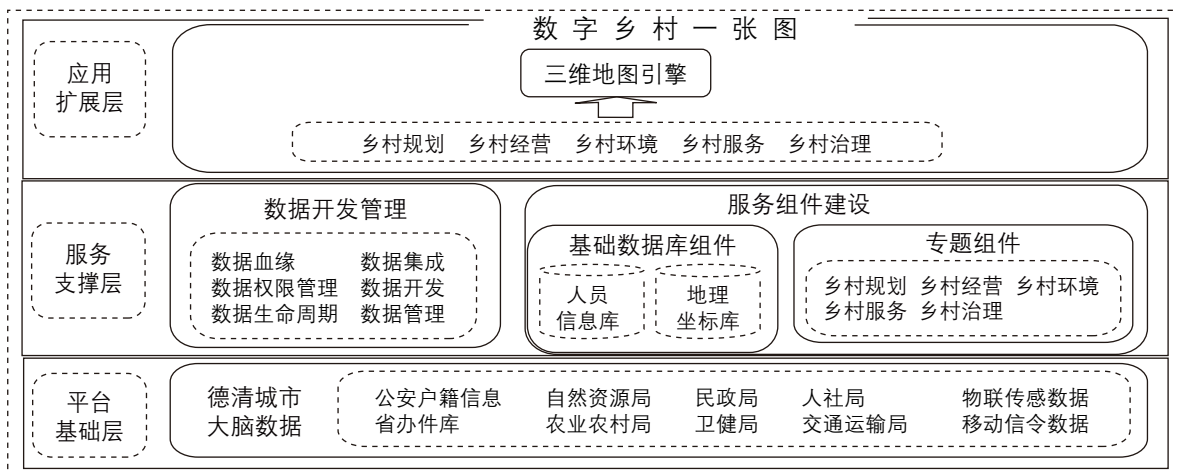 数字乡村一张图
应用
扩展层
三维地图引擎
乡村规划 乡村经营 乡村环境 乡村服务 乡村治理
服务
支撑层
数据开发管理
数据血缘 数据集成
数据权限管理 数据开发
数据生命周期 数据管理
服务组件建设
基础数据库组件
人员
信息库
地理
坐标库
专题组件
乡村规划 乡村经营 乡村环境
乡村服务 乡村治理
平台
基础层
德清城市
大脑数据
公安户籍信息 自然资源局 民政局 人社局 物联传感数据
省办件库 农业农村局 卫健局 交通运输局 移动信令数据